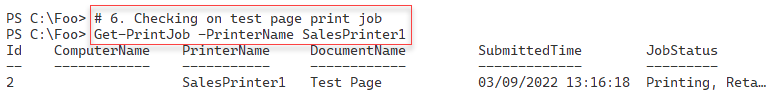 PS C:\Foo> # 6. Checking on test page print job
PS C:\Foo> Get-PrintJob -PrinterName SalesPrinter1
Id    ComputerName    PrinterName    DocumentName    SubmittedTime    JobStatus
--    ------------    -----------    ------------    -------------    ---------
2    SalesPrinter1    Test Page    03/09/2022 13:16:18    Printing, Reta…